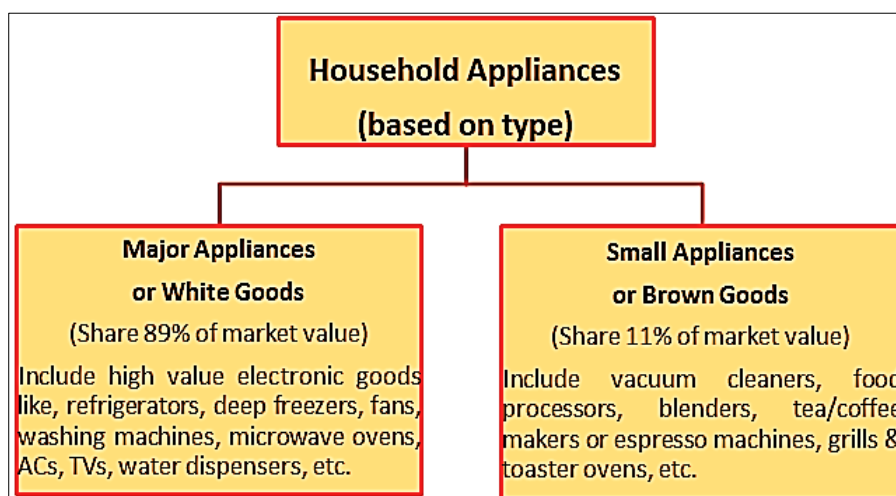 Household Appliances
(based on type)
Major Appliances
or White Goods
(Share 89% of market value)
Include high value electronic goods
like, refrigerators, deep freezers, fans,
washing machines, microwave ovens,
ACs, TVs, water dispensers, etc.
Small Appliances
or Brown Goods
(Share 11% of market value)
Include vacuum cleaners, food
processors, blenders, tea/coffee
makers or espresso machines, grills &
toaster ovens, etc.